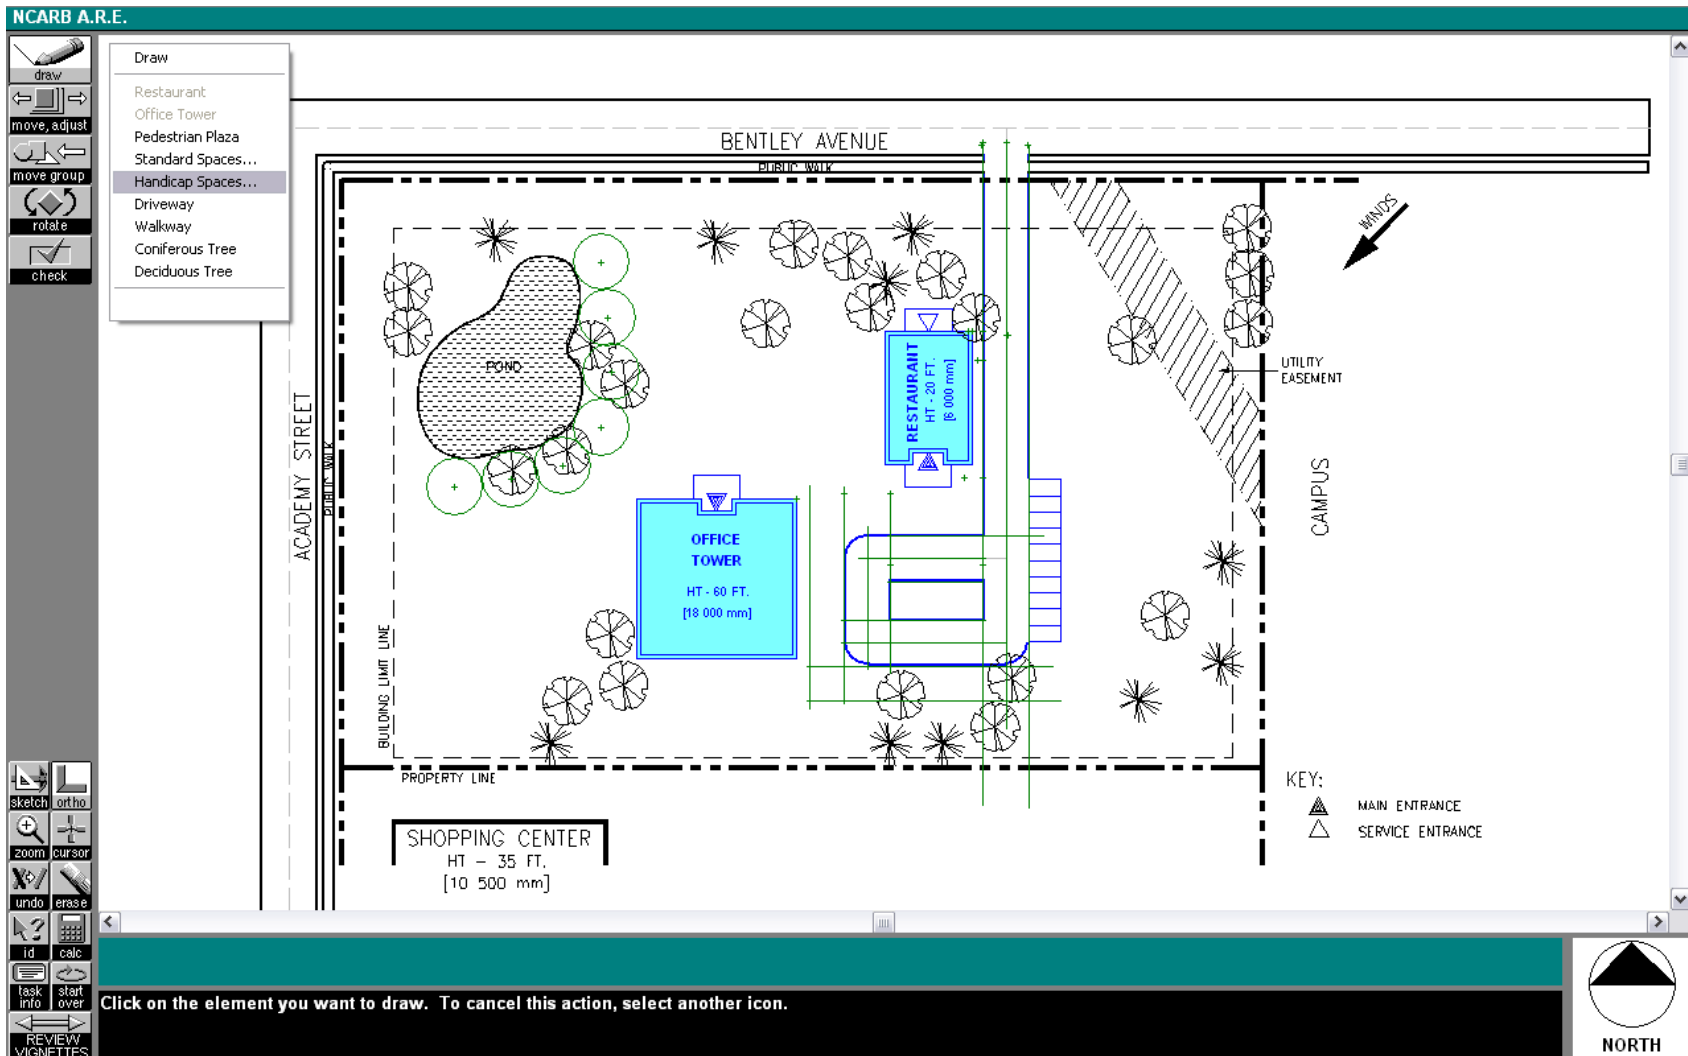 NCARB A.R.E.
draw
move, adjust
move group
rotate
check
Draw
Restaurant
Office Tower
Pedestrian Plaza
Standard Spaces...
Handicap Spaces...
Driveway
Walkway
Coniferous Tree
Deciduous Tree
BENTLEY AVENUE
PUBLIC WALK
WINDS
POND
RESTAURANT
HT - 20 FT.
[6 000 mm]
UTILITY
EASEMENT
ACADEMY STREET
PUBLIC WALK
CAMPUS
OFFICE
TOWER
HT - 60 FT.
[18 000 mm]
BUILDING LIMIT LINE
PROPERTY LINE
KEY:
MAIN ENTRANCE
SERVICE ENTRANCE
SHOPPING CENTER
HT - 35 FT.
[10 500 mm]
sketch ortho
zoom cursor
undo erase
id calc
task info
start over
REVIEW
VIGNETTES
Click on the element you want to draw. To cancel this action, select another icon.
NORTH